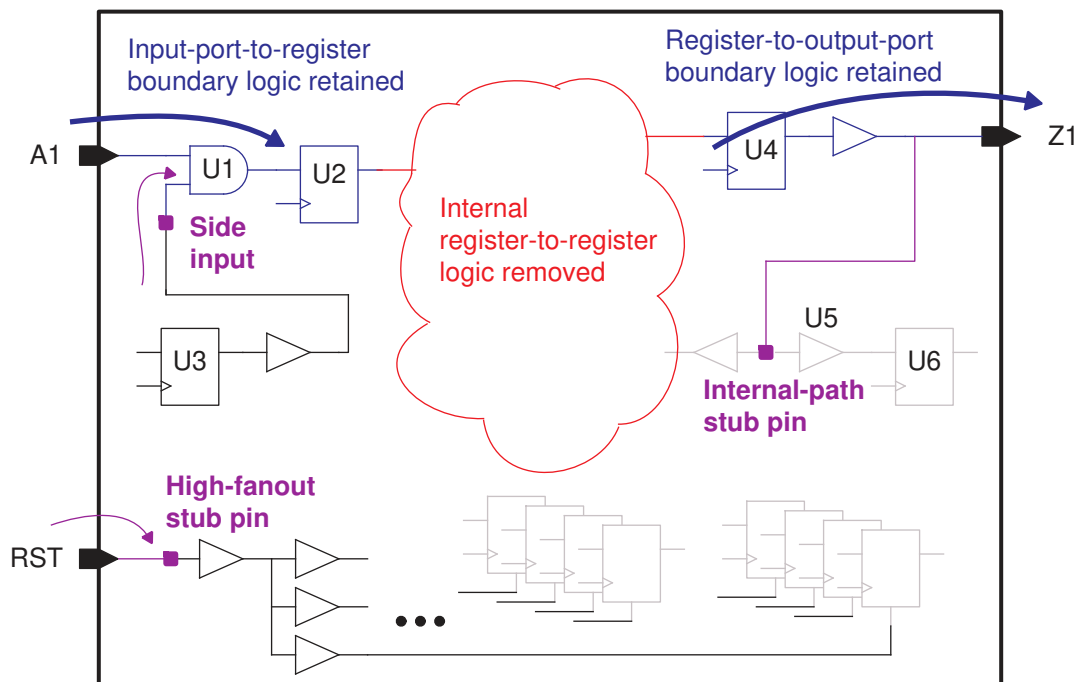 Input-port-to-register
boundary logic retained
Register-to-output-port
boundary logic retained
A1
U1
U2
U4
Z1
Side
input
Internal
register-to-register
logic removed
U3
U5
U6
Internal-path
stub pin
High-fanout
stub pin
RST